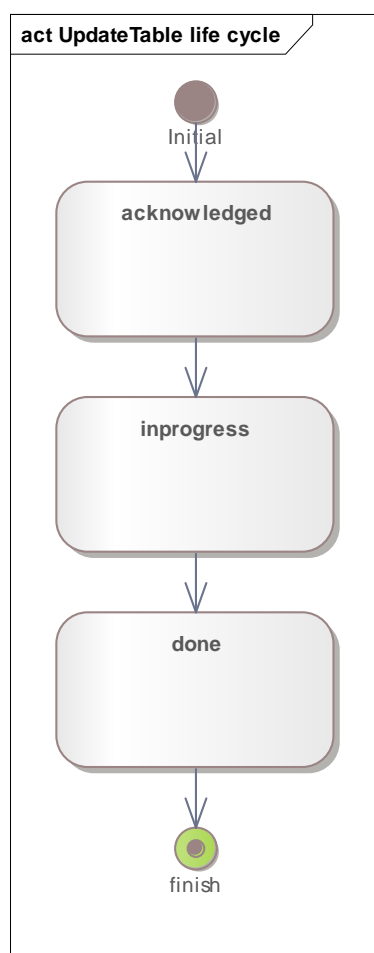 act UpdateTable life cycle
Initial
acknowledged
inprogress
done
finish